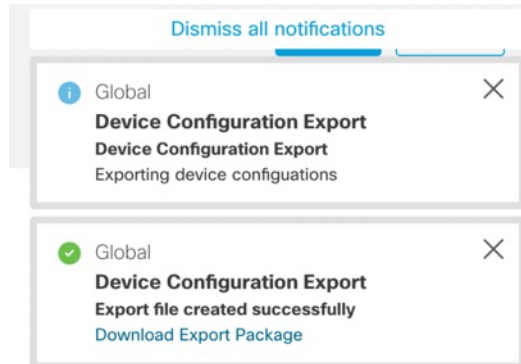 Dismiss all notifications
Global
Device Configuration Export
Device Configuration Export
Exporting device configuations
Global
Device Configuration Export
Export file created successfully
Download Export Package